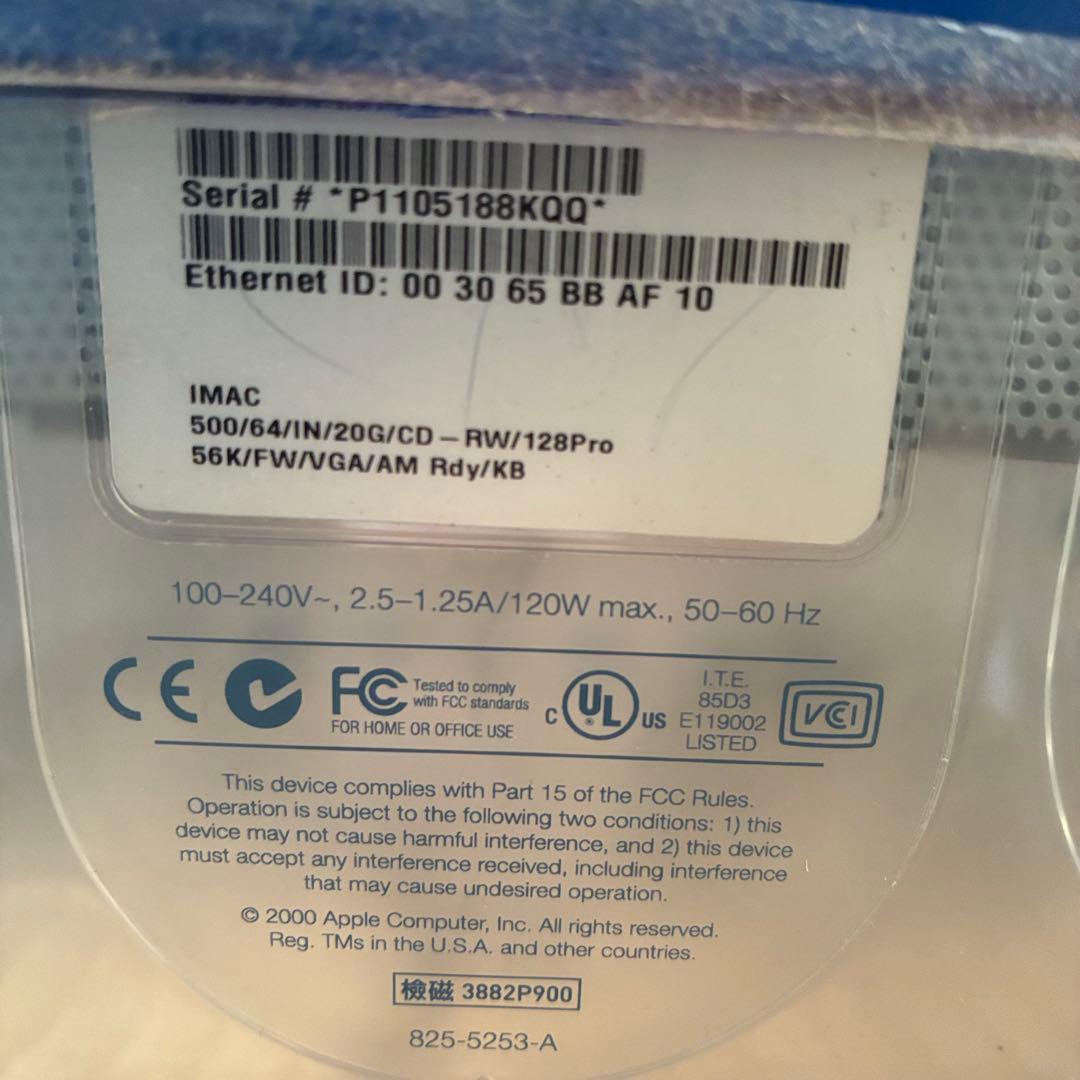 Serial # *P1105188KQQ*
Ethernet ID: 00 30 65 BB AF 10
IMAC
500/64/IN/20G/CD–RW/128Pro
56K/FW/VGA/AM Rdy/KB
100–240V~, 2.5–1.25A/120W max., 50–60 Hz
CE
FC Tested to comply
with FCC standards
FOR HOME OR OFFICE USE
C UL ® US
I.T.E.
85D3
E119002
LISTED
VCI
This device complies with Part 15 of the FCC Rules.
Operation is subject to the following two conditions: 1) this
device may not cause harmful interference, and 2) this device
must accept any interference received, including interference
that may cause undesired operation.
© 2000 Apple Computer, Inc. All rights reserved.
Reg. TMs in the U.S.A. and other countries.
檢磁 3882P900
825-5253-A